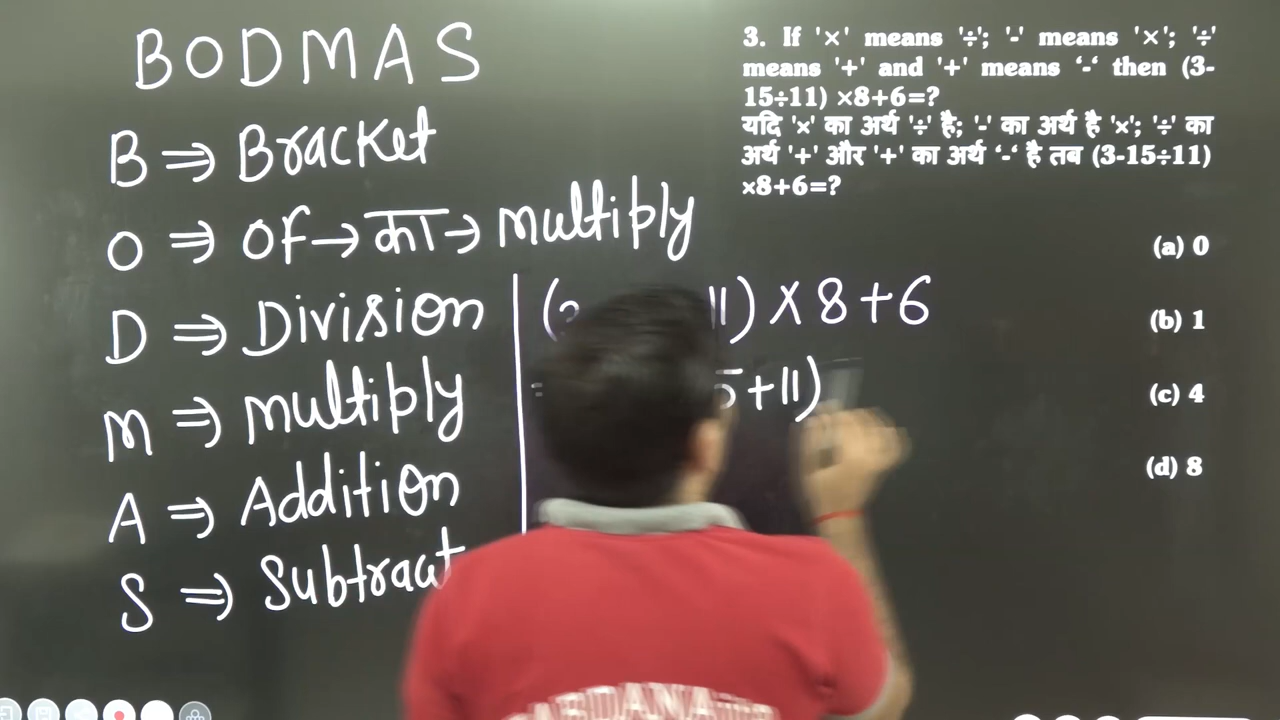 BODMAS
B ⇒ Bracket
O ⇒ OF → का → multiply
D ⇒ Division
M ⇒ multiply
A ⇒ Addition
S ⇒ Subtract
3. If '×' means '÷'; '-' means '×'; '÷'
means '+' and '+' means '-' then (3-
15÷11) ×8+6=?
यदि '×' का अर्थ '÷' है; '-' का अर्थ है '×'; '÷' का
अर्थ '+' और '+' का अर्थ '-' है तब (3-15÷11)
×8+6=?
(a) 0
(b) 1
(c) 4
(d) 8
( 11) × 8 + 6
= +11)